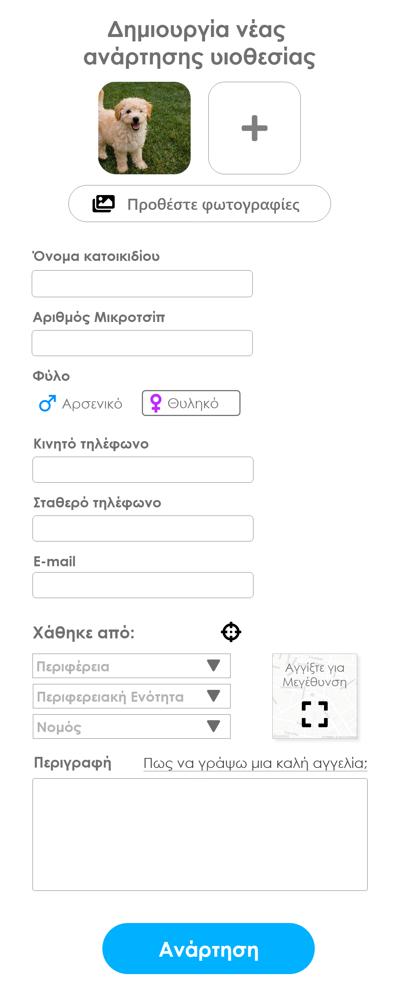 Δημιουργία νέας
ανάρτησης υιοθεσίας
Προθέστε φωτογραφίες
Όνομα κατοικιδίου
Αριθμός Μικροτσίπ
Φύλο
Αρσενικό
Θυληκό
Κινητό τηλέφωνο
Σταθερό τηλέφωνο
E-mail
Χάθηκε από:
Περιφέρεια
Περιφερειακή Ενότητα
Νομός
Αγγίξτε για
Μεγέθυνση
Περιγραφή
Πως να γράψω μια καλή αγγελία;
Ανάρτηση